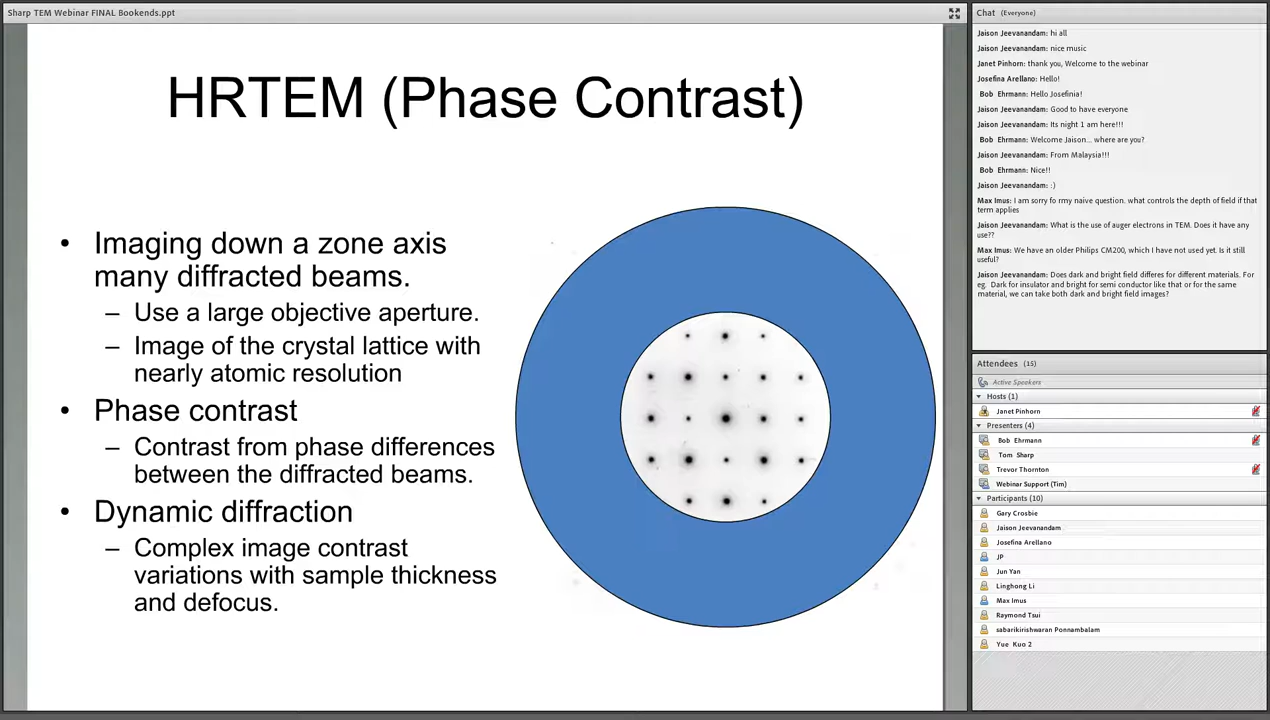 Sharp TEM Webinar FINAL Bookends.ppt
HRTEM (Phase Contrast)
• Imaging down a zone axis
many diffracted beams.
– Use a large objective aperture.
– Image of the crystal lattice with
nearly atomic resolution
• Phase contrast
– Contrast from phase differences
between the diffracted beams.
• Dynamic diffraction
– Complex image contrast
variations with sample thickness
and defocus.
Chat (Everyone)
Jaison Jeevanandam: hi all
Jaison Jeevanandam: nice music
Janet Pinhorn: thank you, Welcome to the webinar
Josefina Arellano: Hello!
Bob Ehrmann: Hello Josefinia!
Jaison Jeevanandam: Good to have everyone
Jaison Jeevanandam: Its night 1 am here!!!
Bob Ehrmann: Welcome Jaison... where are you?
Jaison Jeevanandam: From Malaysia!!!
Bob Ehrmann: Nice!!
Jaison Jeevanandam: :)
Max Imus: I am sorry fo rmy naive question. what controls the depth of field if that
term applies
Jaison Jeevanandam: What is the use of auger electrons in TEM. Does it have any
use??
Max Imus: We have an older Philips CM200, which I have not used yet. Is it still
useful?
Jaison Jeevanandam: Does dark and bright field differes for different materials. For
eg. Dark for insulator and bright for semi conductor like that or for the same
material, we can take both dark and bright field images?
Attendees (15)
Active Speakers
Hosts (1)
Janet Pinhorn
Presenters (4)
Bob Ehrmann
Tom Sharp
Trevor Thornton
Webinar Support (Tim)
Participants (10)
Gary Crosbie
Jaison Jeevanandam
Josefina Arellano
JP
Jun Yan
Linghong Li
Max Imus
Raymond Tsui
sabarikirishwaran Ponnambalam
Yue Kuo 2